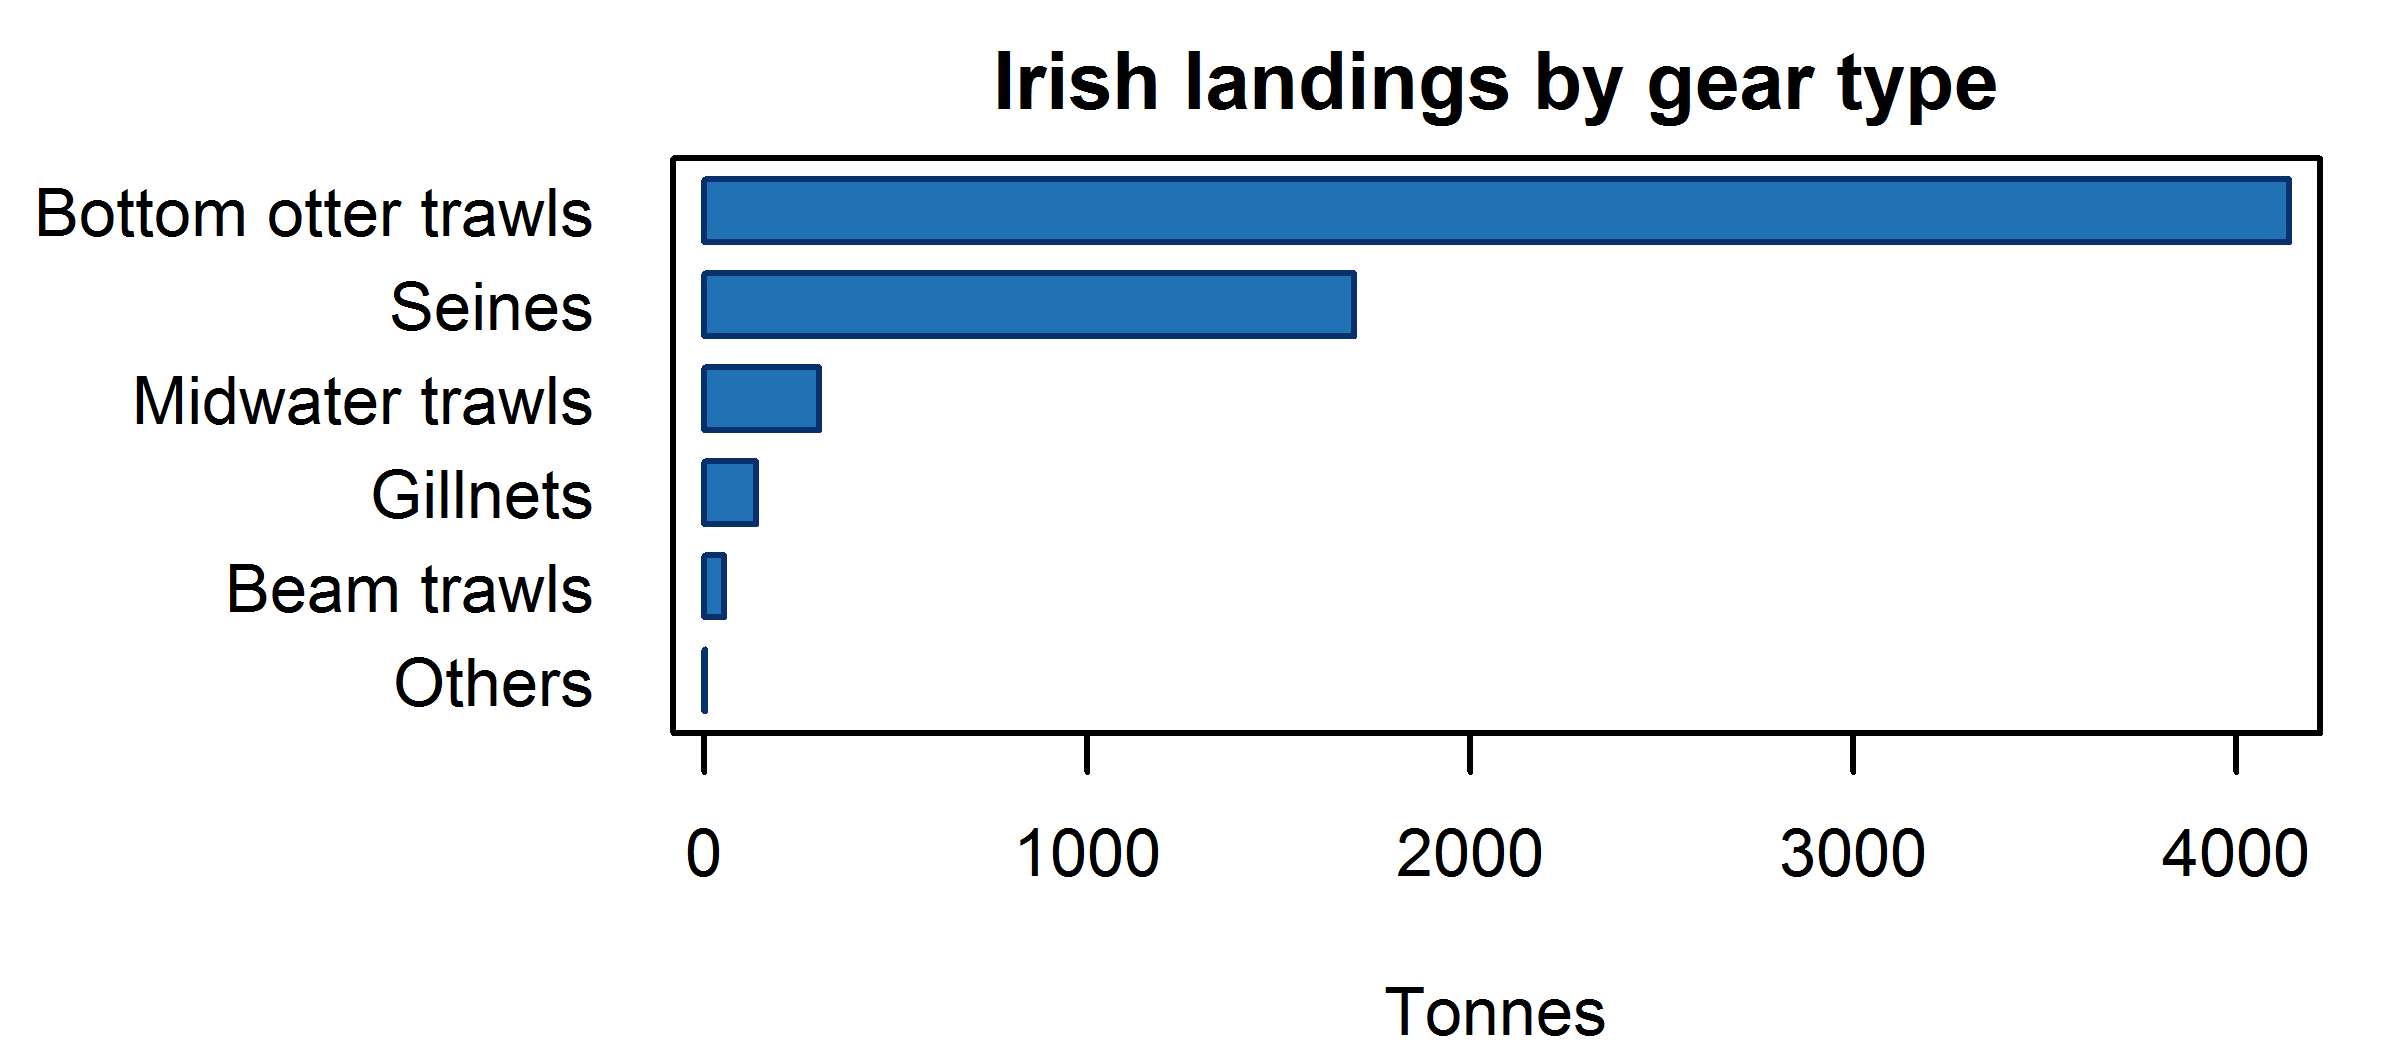 Irish landings by gear type
Bottom otter trawls
Seines
Midwater trawls
Gillnets
Beam trawls
Others
0 1000 2000 3000 4000
Tonnes